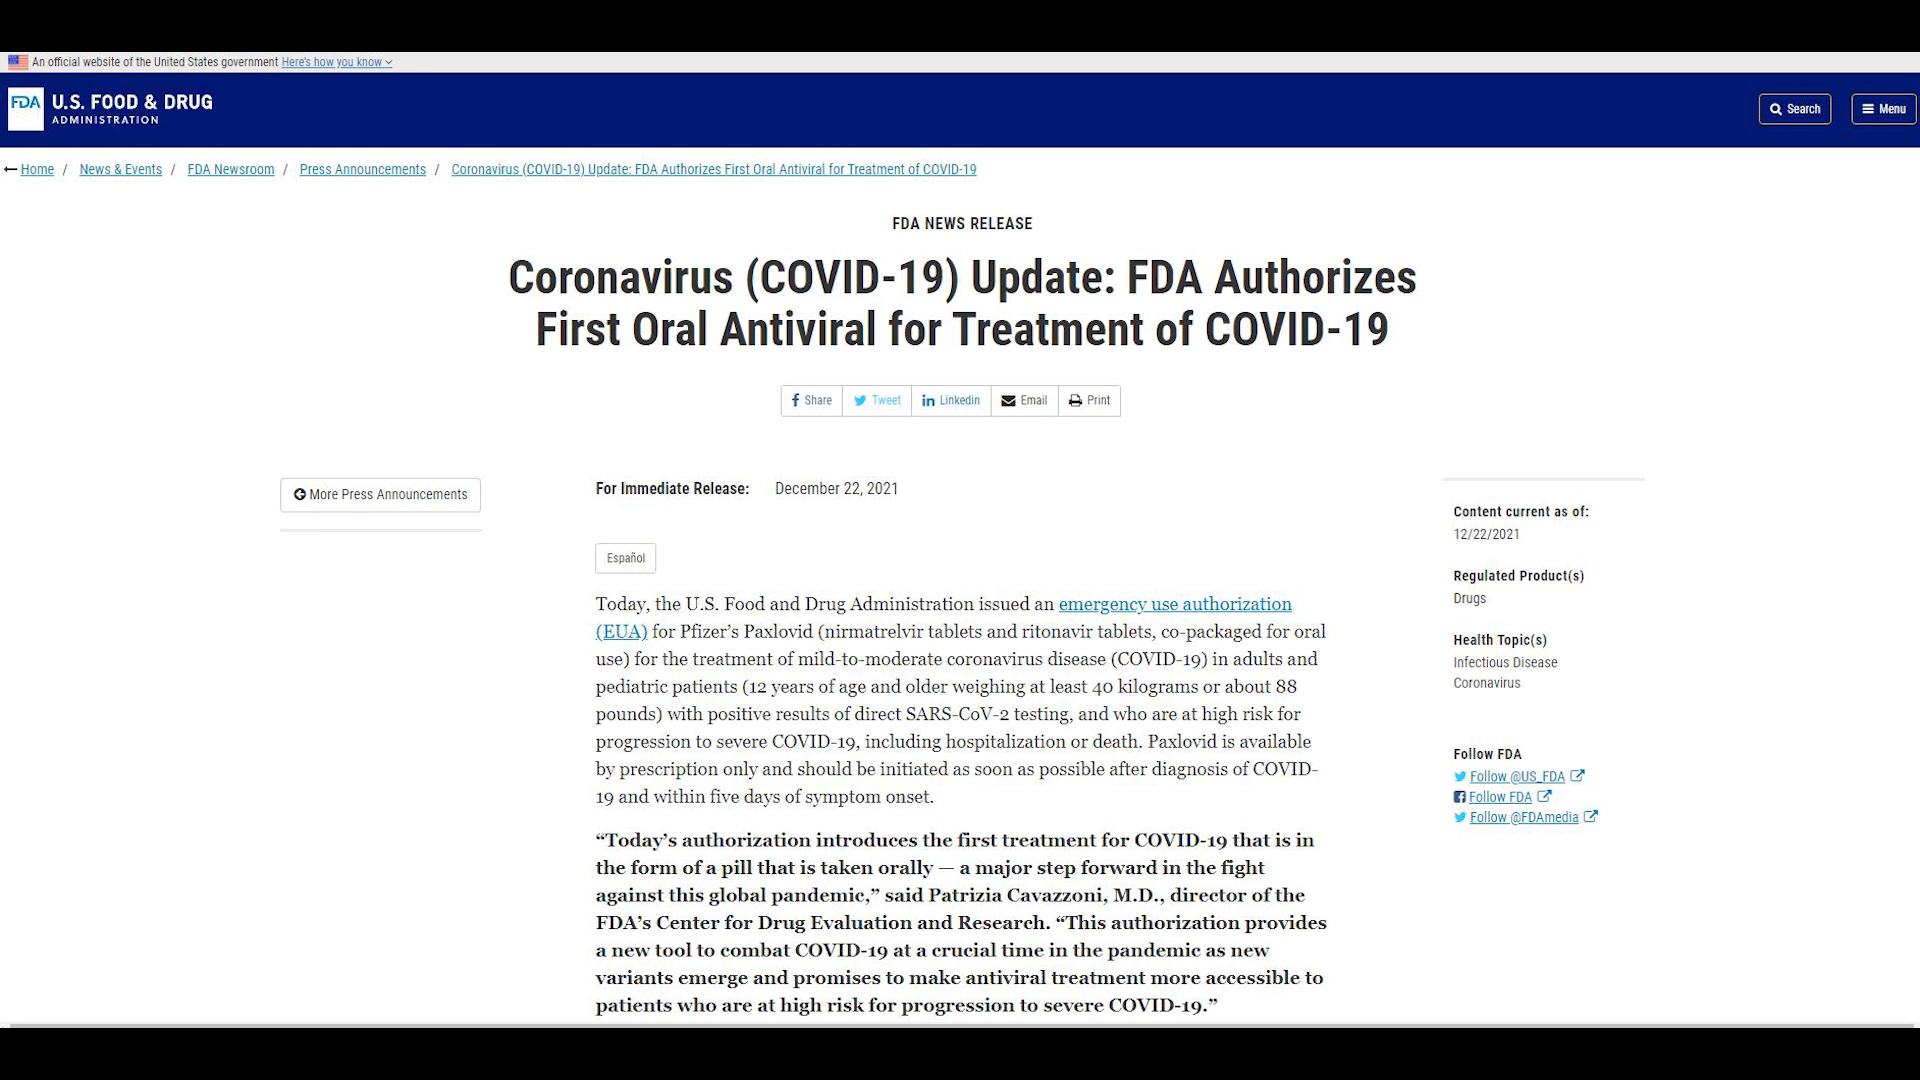 An official website of the United States government Here's how you know
FDA U.S. FOOD & DRUG
ADMINISTRATION
Search
Menu
Home / News & Events / FDA Newsroom / Press Announcements / Coronavirus (COVID-19) Update: FDA Authorizes First Oral Antiviral for Treatment of COVID-19
FDA NEWS RELEASE
Coronavirus (COVID-19) Update: FDA Authorizes
First Oral Antiviral for Treatment of COVID-19
Share
Tweet
Linkedin
Email
Print
More Press Announcements
For Immediate Release: December 22, 2021
Español
Today, the U.S. Food and Drug Administration issued an emergency use authorization
(EUA) for Pfizer’s Paxlovid (nirmatrelvir tablets and ritonavir tablets, co-packaged for oral
use) for the treatment of mild-to-moderate coronavirus disease (COVID-19) in adults and
pediatric patients (12 years of age and older weighing at least 40 kilograms or about 88
pounds) with positive results of direct SARS-CoV-2 testing, and who are at high risk for
progression to severe COVID-19, including hospitalization or death. Paxlovid is available
by prescription only and should be initiated as soon as possible after diagnosis of COVID-
19 and within five days of symptom onset.
“Today’s authorization introduces the first treatment for COVID-19 that is in
the form of a pill that is taken orally — a major step forward in the fight
against this global pandemic,” said Patrizia Cavazzoni, M.D., director of the
FDA’s Center for Drug Evaluation and Research. “This authorization provides
a new tool to combat COVID-19 at a crucial time in the pandemic as new
variants emerge and promises to make antiviral treatment more accessible to
patients who are at high risk for progression to severe COVID-19.”
Content current as of:
12/22/2021
Regulated Product(s)
Drugs
Health Topic(s)
Infectious Disease
Coronavirus
Follow FDA
Follow @US_FDA
Follow FDA
Follow @FDAmedia